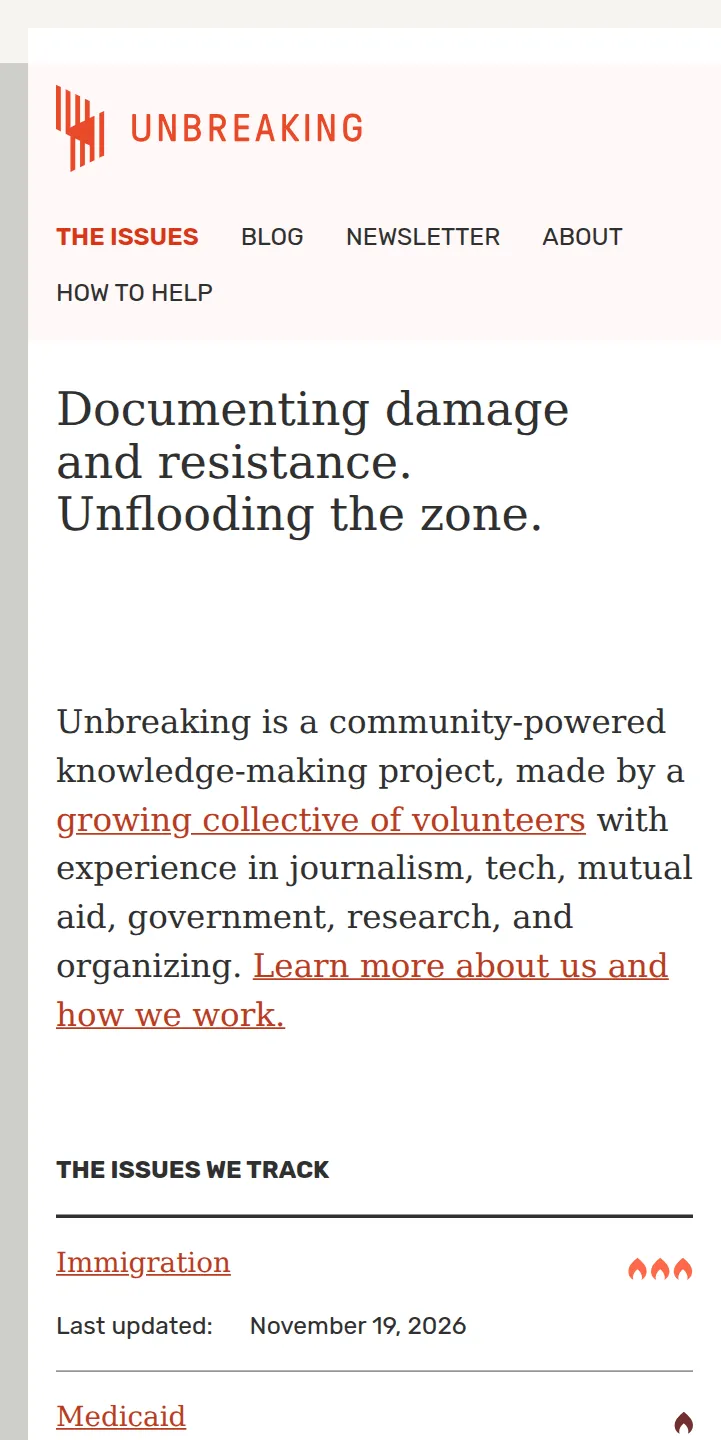 UNBREAKING
THE ISSUES BLOG NEWSLETTER ABOUT
HOW TO HELP
Documenting damage
and resistance.
Unflooding the zone.
Unbreaking is a community-powered
knowledge-making project, made by a
growing collective of volunteers with
experience in journalism, tech, mutual
aid, government, research, and
organizing. Learn more about us and
how we work.
THE ISSUES WE TRACK
Immigration
Last updated: November 19, 2026
Medicaid